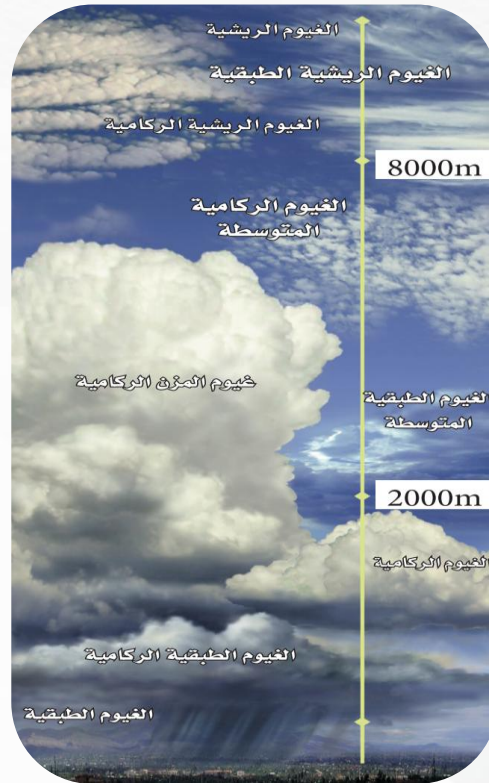 الغيوم الريشية
الغيوم الريشية الطبقية
الغيوم الريشية الركامية
8000m
الغيوم الركامية
المتوسطة
غيوم المزن الركامية
الغيوم الطبقية
المتوسطة
2000m
الغيوم الركامية
الغيوم الطبقية الركامية
الغيوم الطبقية